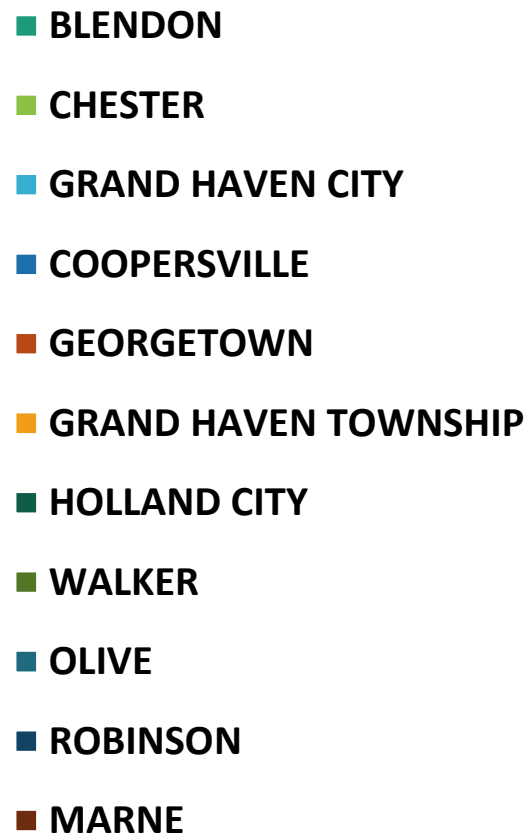 BLENDON
CHESTER
GRAND HAVEN CITY
COOPERSVILLE
GEORGETOWN
GRAND HAVEN TOWNSHIP
HOLLAND CITY
WALKER
OLIVE
ROBINSON
MARNE